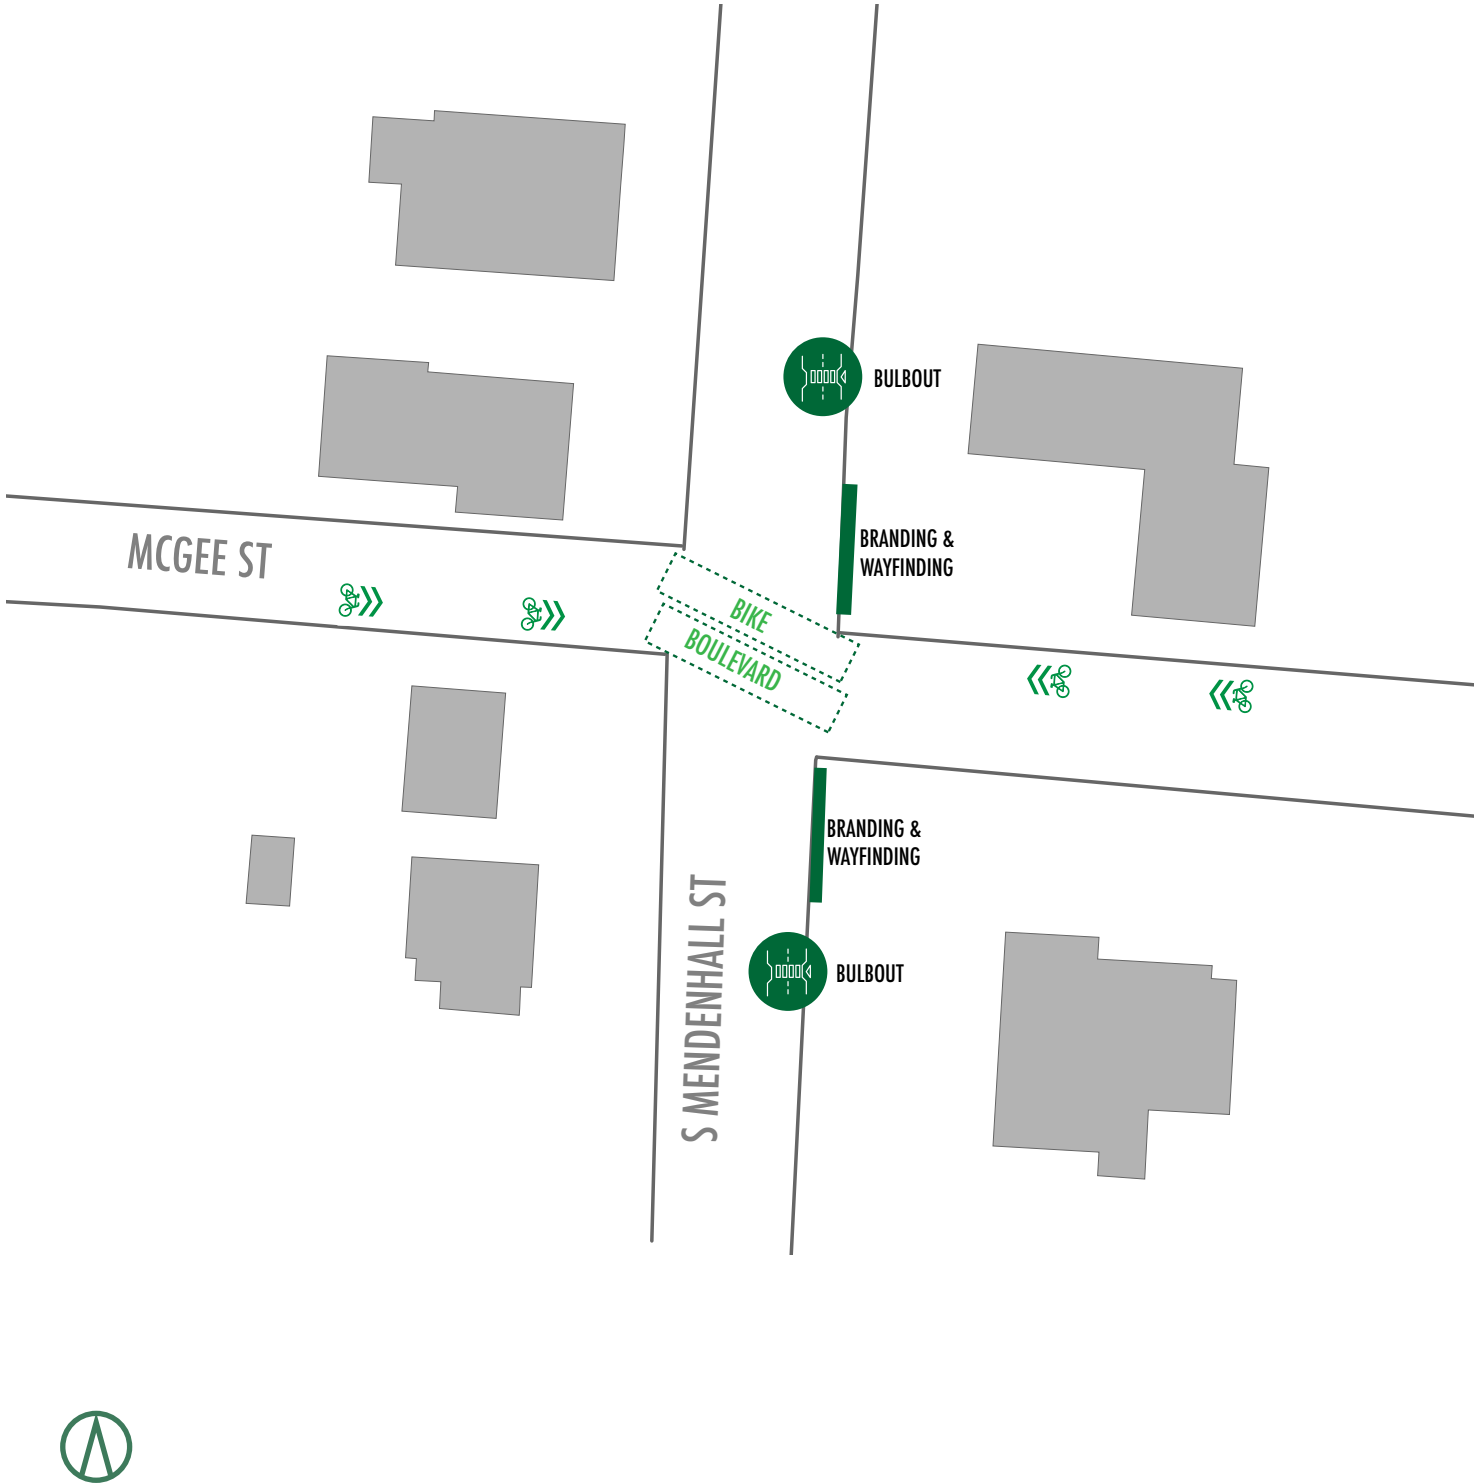 BULBOUT
BRANDING &
WAYFINDING
MCGEE ST
BIKE
BOULEVARD
BRANDING &
WAYFINDING
S MENDENHALL ST
BULBOUT